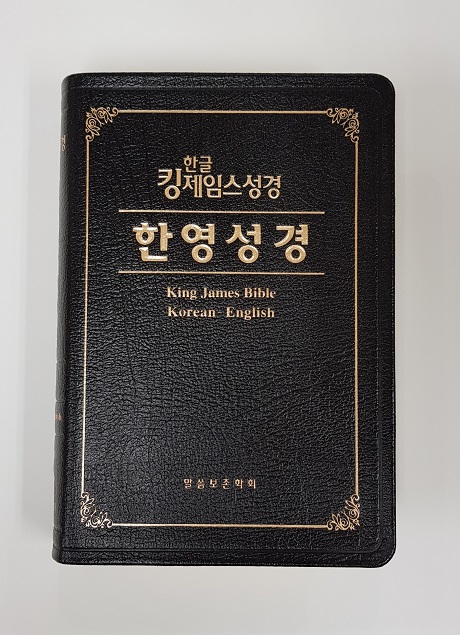 한글
킹제임스성경
한영성경
King James Bible
Korean- English
말씀보존학회
경